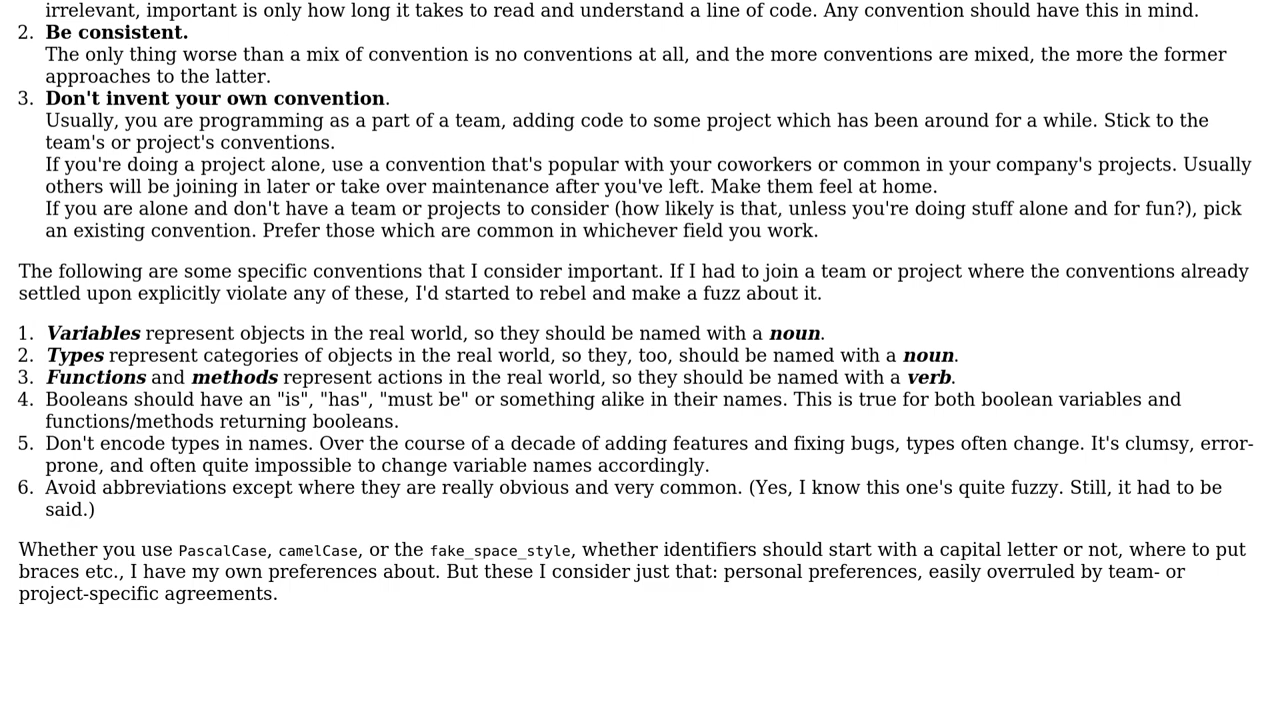 irrelevant, important is only how long it takes to read and understand a line of code. Any convention should have this in mind.
2. Be consistent.
The only thing worse than a mix of convention is no conventions at all, and the more conventions are mixed, the more the former
approaches to the latter.
3. Don't invent your own convention.
Usually, you are programming as a part of a team, adding code to some project which has been around for a while. Stick to the
team's or project's conventions.
If you're doing a project alone, use a convention that's popular with your coworkers or common in your company's projects. Usually
others will be joining in later or take over maintenance after you've left. Make them feel at home.
If you are alone and don't have a team or projects to consider (how likely is that, unless you're doing stuff alone and for fun?), pick
an existing convention. Prefer those which are common in whichever field you work.
The following are some specific conventions that I consider important. If I had to join a team or project where the conventions already
settled upon explicitly violate any of these, I'd started to rebel and make a fuzz about it.
1. Variables represent objects in the real world, so they should be named with a noun.
2. Types represent categories of objects in the real world, so they, too, should be named with a noun.
3. Functions and methods represent actions in the real world, so they should be named with a verb.
4. Booleans should have an "is", "has", "must be" or something alike in their names. This is true for both boolean variables and
functions/methods returning booleans.
5. Don't encode types in names. Over the course of a decade of adding features and fixing bugs, types often change. It's clumsy, error-
prone, and often quite impossible to change variable names accordingly.
6. Avoid abbreviations except where they are really obvious and very common. (Yes, I know this one's quite fuzzy. Still, it had to be
said.)
Whether you use PascalCase, camelCase, or the fake_space_style, whether identifiers should start with a capital letter or not, where to put
braces etc., I have my own preferences about. But these I consider just that: personal preferences, easily overruled by team- or
project-specific agreements.